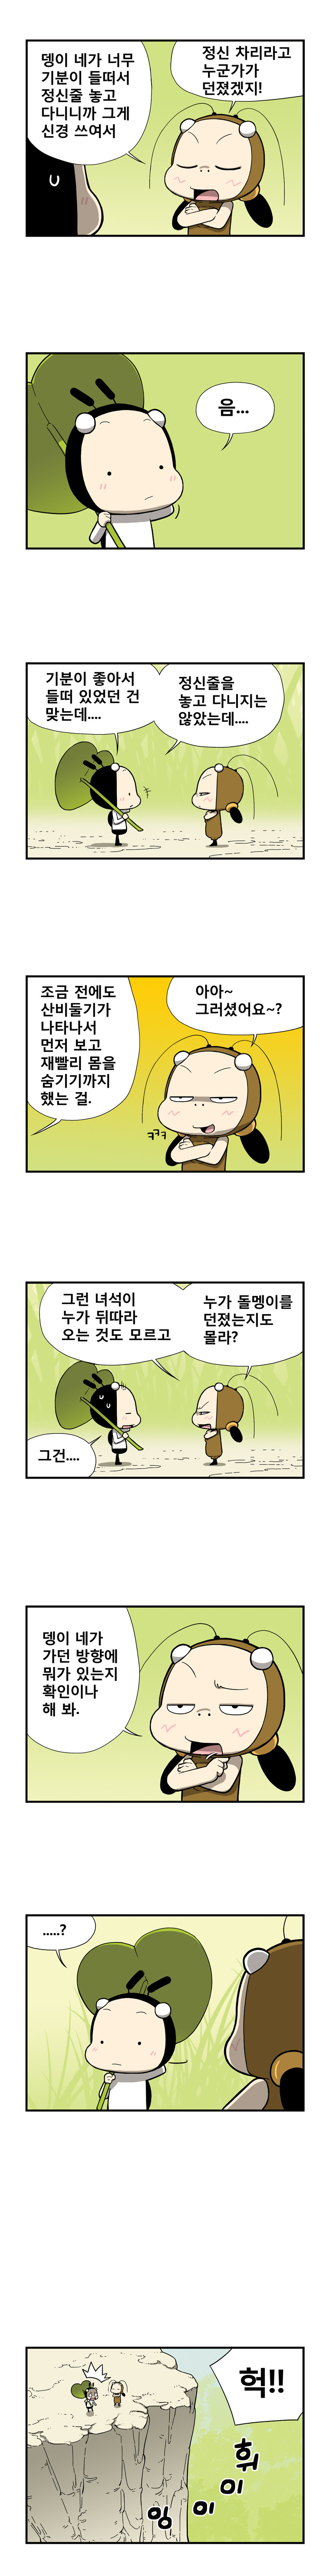 뎅이 네가 너무
기분이 들떠서
정신줄 놓고
다니니까 그게
신경 쓰여서
정신 차리라고
누군가가
던졌겠지!
음...
기분이 좋아서
들떠 있었던 건
맞는데....
정신줄을
놓고 다니지는
않았는데....
조금 전에도
산비둘기가
나타나서
먼저 보고
재빨리 몸을
숨기기까지
했는 걸.
아아~
그러셨어요~?
ㅋㅋㅋ
그런 녀석이
누가 뒤따라
오는 것도 모르고
누가 돌멩이를
던졌는지도
몰라?
그건....
뎅이 네가
가던 방향에
뭐가 있는지
확인이나
해 봐.
.....?
헉!!
휘
이
이
잉